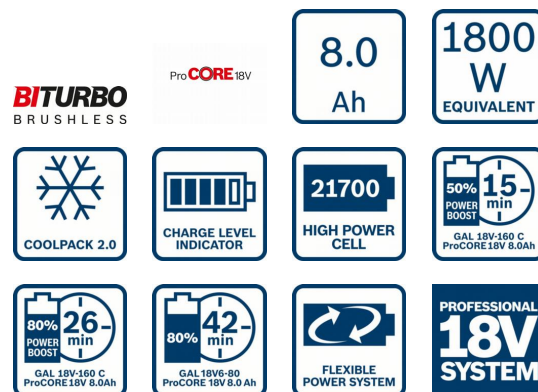 BITURBO
BRUSHLESS
ProCORE18V
8.0
Ah
1800
W
EQUIVALENT
COOLPACK 2.0
CHARGE LEVEL
INDICATOR
21700
HIGH POWER
CELL
50%
POWER
BOOST
15
min
GAL 18V-160 C
ProCORE18V 8.0Ah
80%
POWER
BOOST
26
min
GAL 18V-160 C
ProCORE18V 8.0Ah
80%
42
min
GAL 18V6-80
ProCORE 18V 8.0 Ah
FLEXIBLE
POWER SYSTEM
PROFESSIONAL
18V
SYSTEM